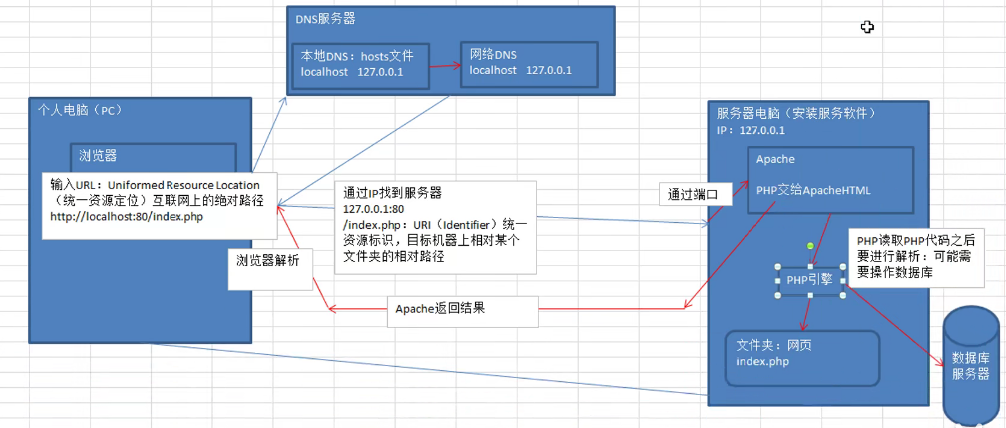 DNS服务器
本地DNS：hosts文件
localhost 127.0.0.1
网络DNS
localhost 127.0.0.1
个人电脑（PC）
浏览器
输入URL：Uniformed Resource Location
（统一资源定位）互联网上的绝对路径
http://localhost:80/index.php
浏览器解析
通过IP找到服务器
127.0.0.1:80
/index.php：URI（Identifier）统一
资源标识，目标机器上相对某个
文件夹的相对路径
Apache返回结果
通过端口
服务器电脑（安装服务软件）
IP：127.0.0.1
Apache
PHP交给ApacheHTML
PHP引擎
PHP读取PHP代码之后
要进行解析：可能需
要操作数据库
文件夹：网页
index.php
数据库
服务器